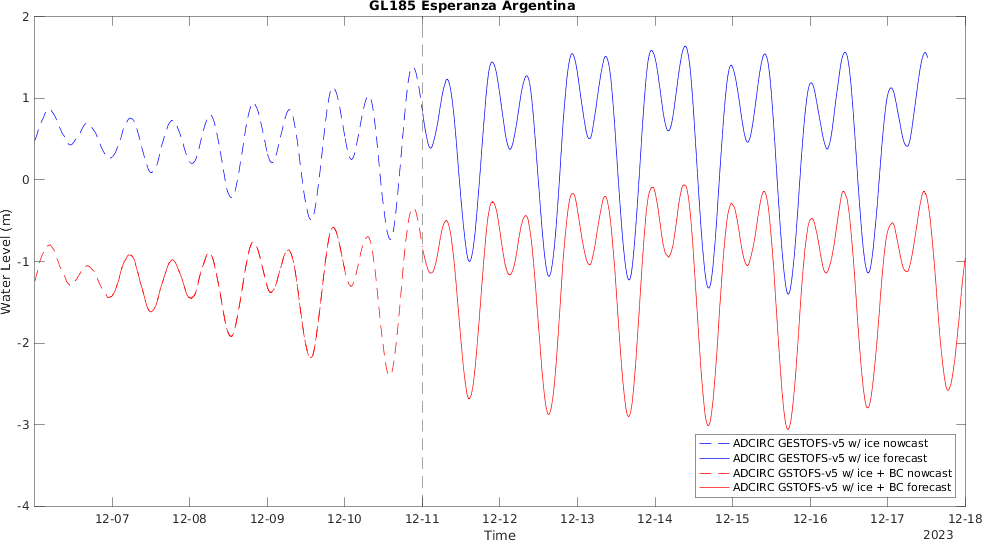 GL185 Esperanza Argentina
2
1
0
-1
-2
-3
-4
Water Level (m)
ADCIRC GESTOFS-v5 w/ ice nowcast
ADCIRC GESTOFS-v5 w/ ice forecast
ADCIRC GSTOFS-v5 w/ ice + BC nowcast
ADCIRC GSTOFS-v5 w/ ice + BC forecast
12-07 12-08 12-09 12-10 12-11 12-12 12-13 12-14 12-15 12-16 12-17 12-18
Time
2023